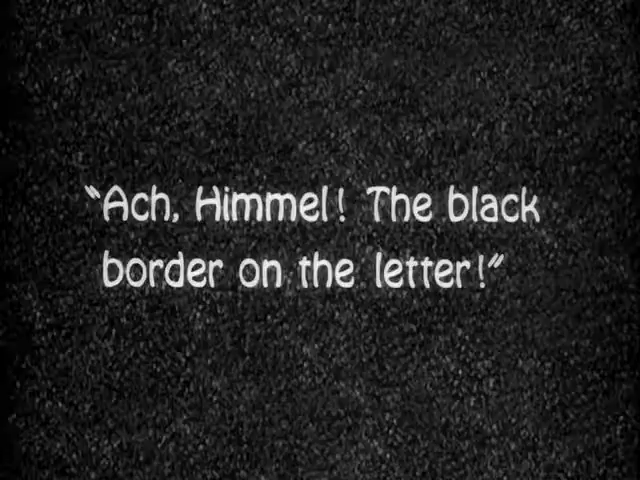 “Ach, Himmel! The black
border on the letter!”